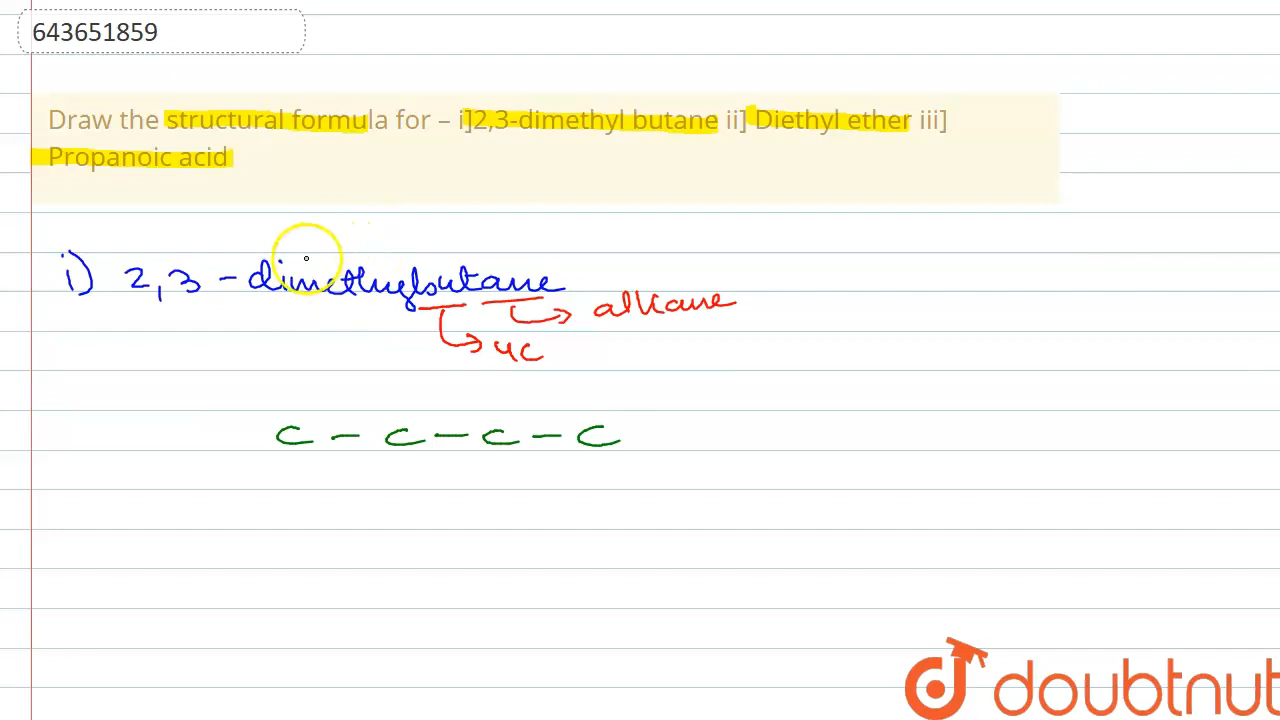 643651859
Draw the structural formula for – i]2,3-dimethyl butane ii] Diethyl ether iii]
Propanoic acid
i) 2,3 - dimethylbutane
alkane
4C
C - C - C - C
doubtnut